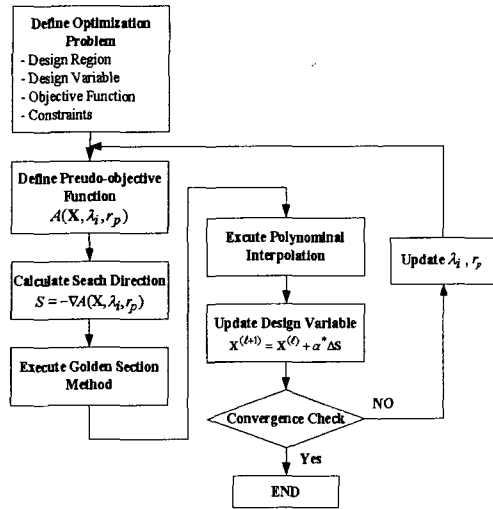 Define Optimization
Problem
- Design Region
- Design Variable
- Objective Function
- Constraints
Define Preudo-objective
Function
A(X, λi, rp)
Calculate Seach Direction
S = −∇A(X, λi, rp)
Execute Golden Section
Method
Excute Polynominal
Interpolation
Update Design Variable
X^(ℓ+1) = X^(ℓ) + α*ΔS
Convergence Check
NO
Update λi , rp
Yes
END